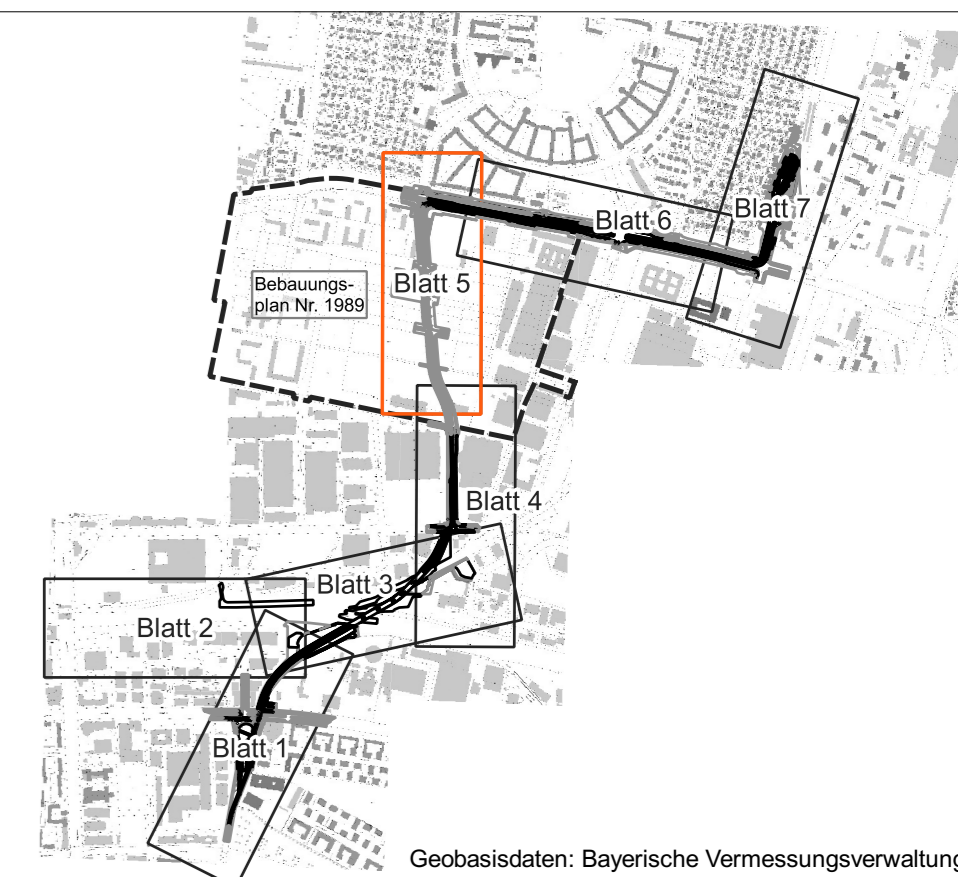 Blatt 6
Blatt 7
Bebauungs-
plan Nr. 1989
Blatt 5
Blatt 4
Blatt 3
Blatt 2
Blatt 1
Geobasisdaten: Bayerische Vermessungsverwaltung